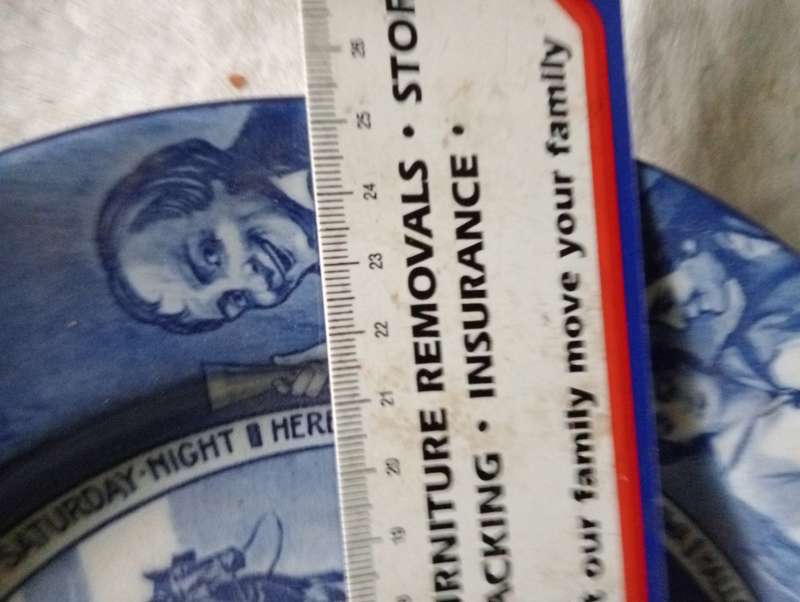 URNITURE REMOVALS • STOR
ACKING • INSURANCE •
t our family move your family
26
25
24
23
22
21
20
19
SATURDAY·NIGHT HERE